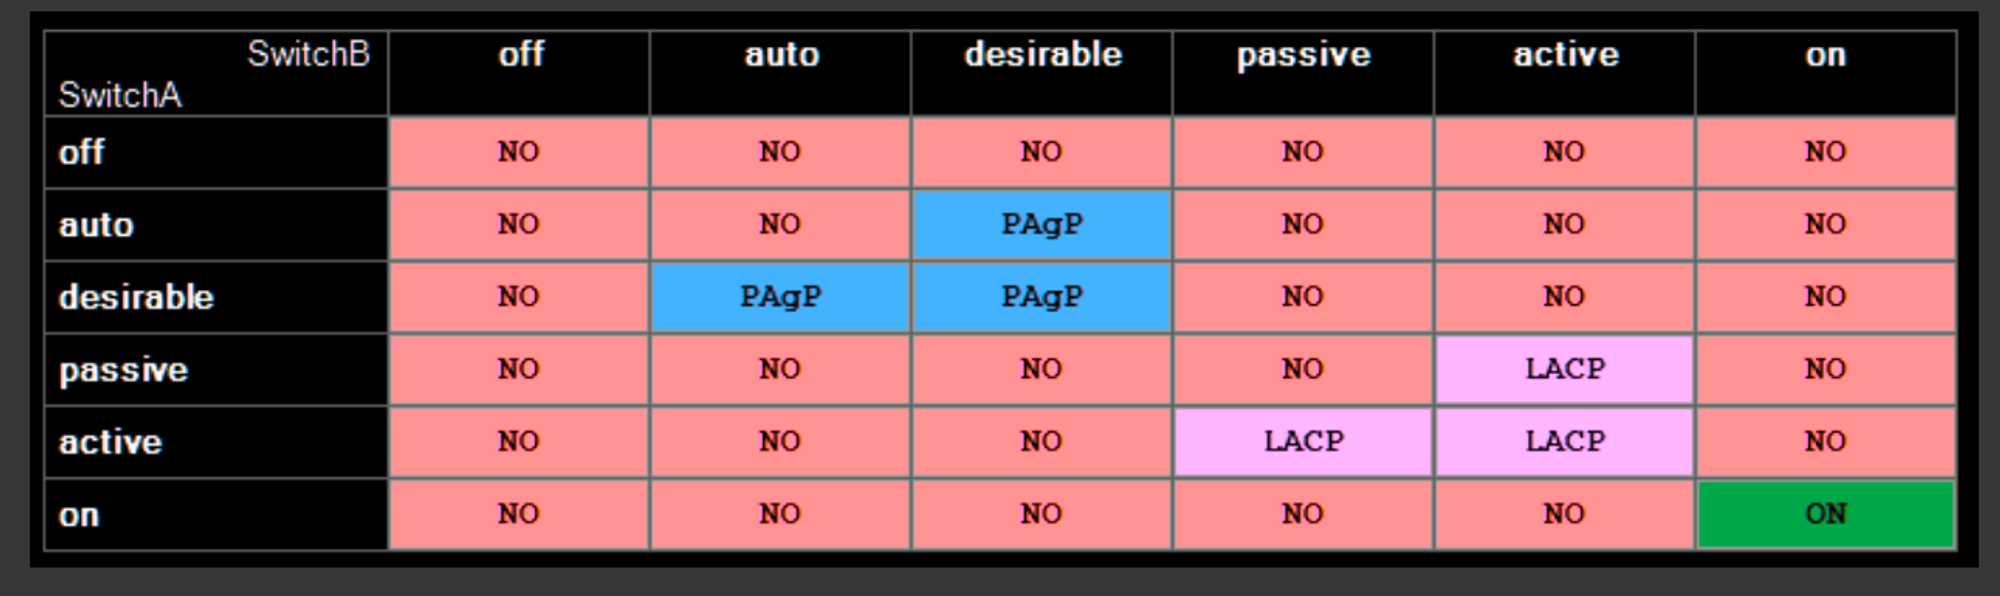 SwitchB off auto desirable passive active on
SwitchA
off NO NO NO NO NO NO
auto NO NO PAgP NO NO NO
desirable NO PAgP PAgP NO NO NO
passive NO NO NO NO LACP NO
active NO NO NO LACP LACP NO
on NO NO NO NO NO ON